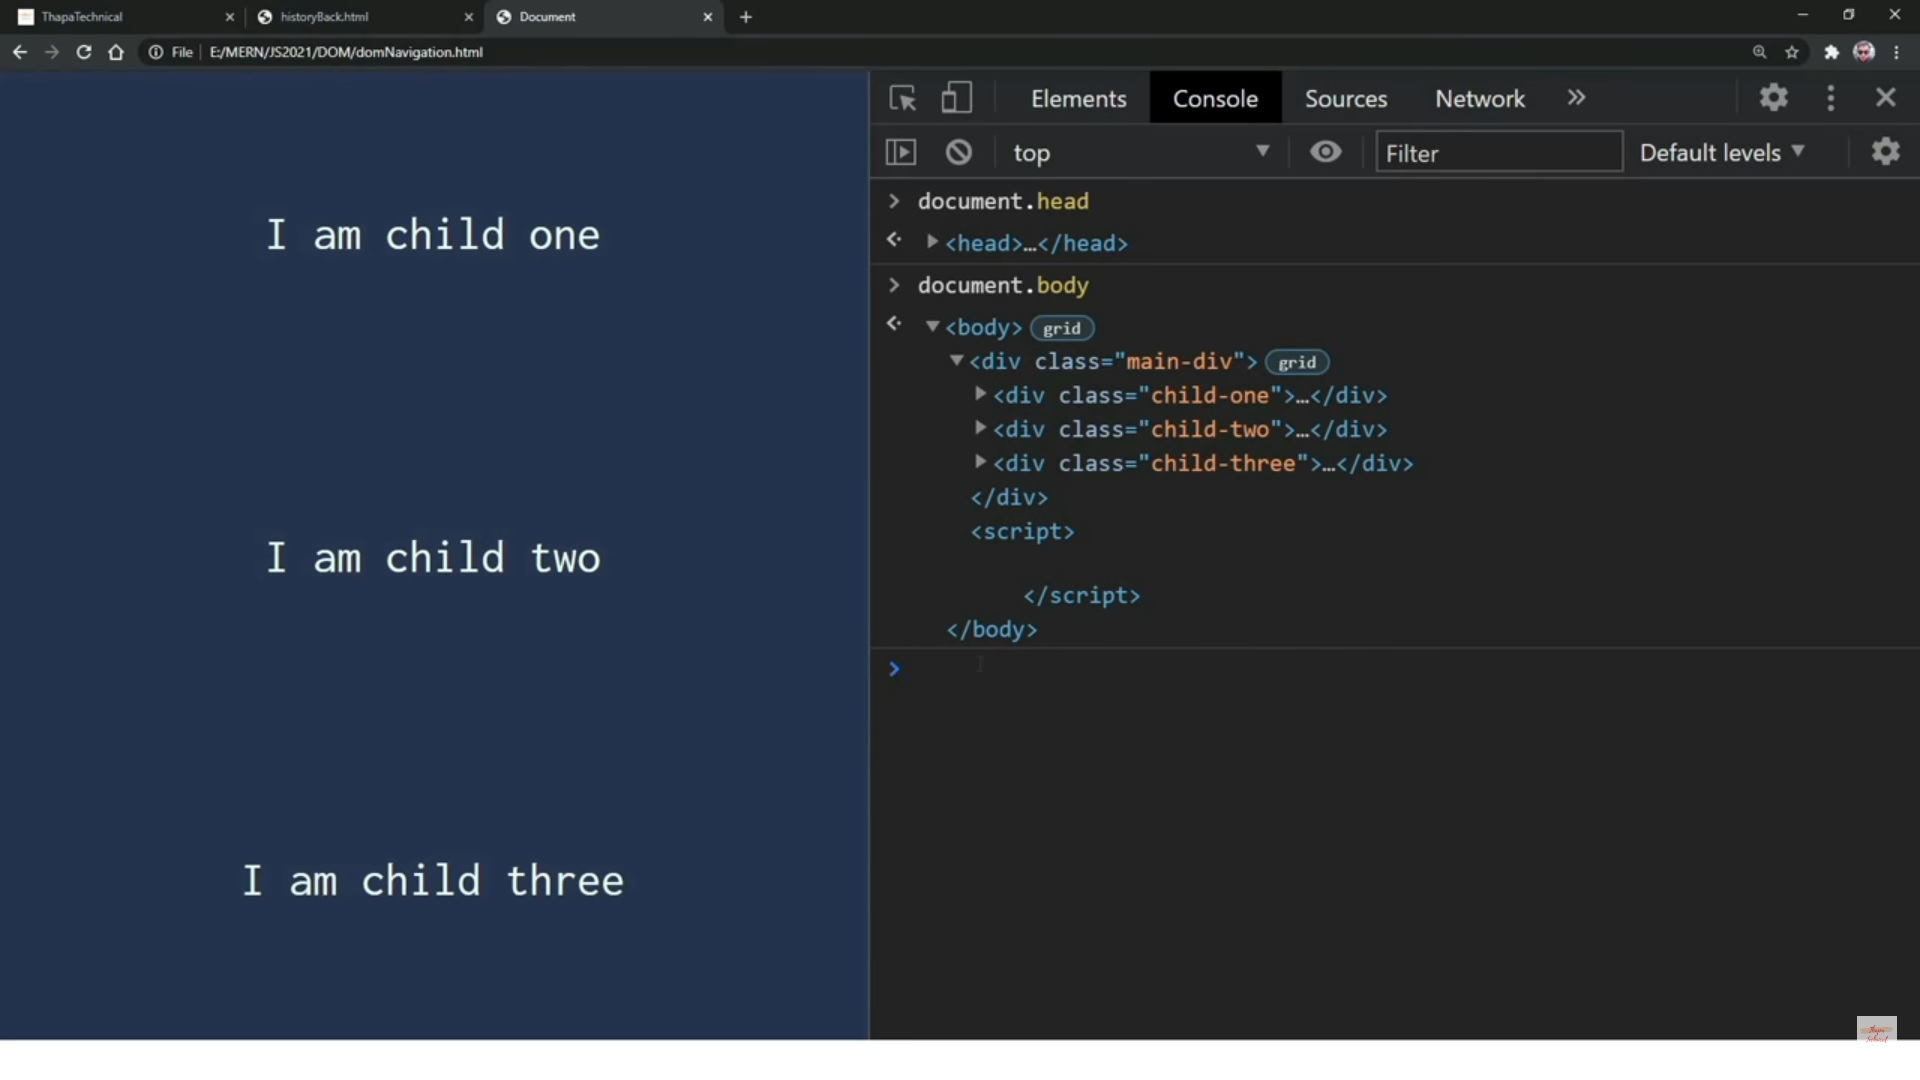 ThapaTechnical
historyBack.html
Document
File
E:/MERN/JS2021/DOM/domNavigation.html
Elements
Console
Sources
Network
top
Filter
Default levels
I am child one
I am child two
I am child three
document.head
<head>…</head>
document.body
<body> grid
<div class="main-div"> grid
<div class="child-one">…</div>
<div class="child-two">…</div>
<div class="child-three">…</div>
</div>
<script>
</script>
</body>